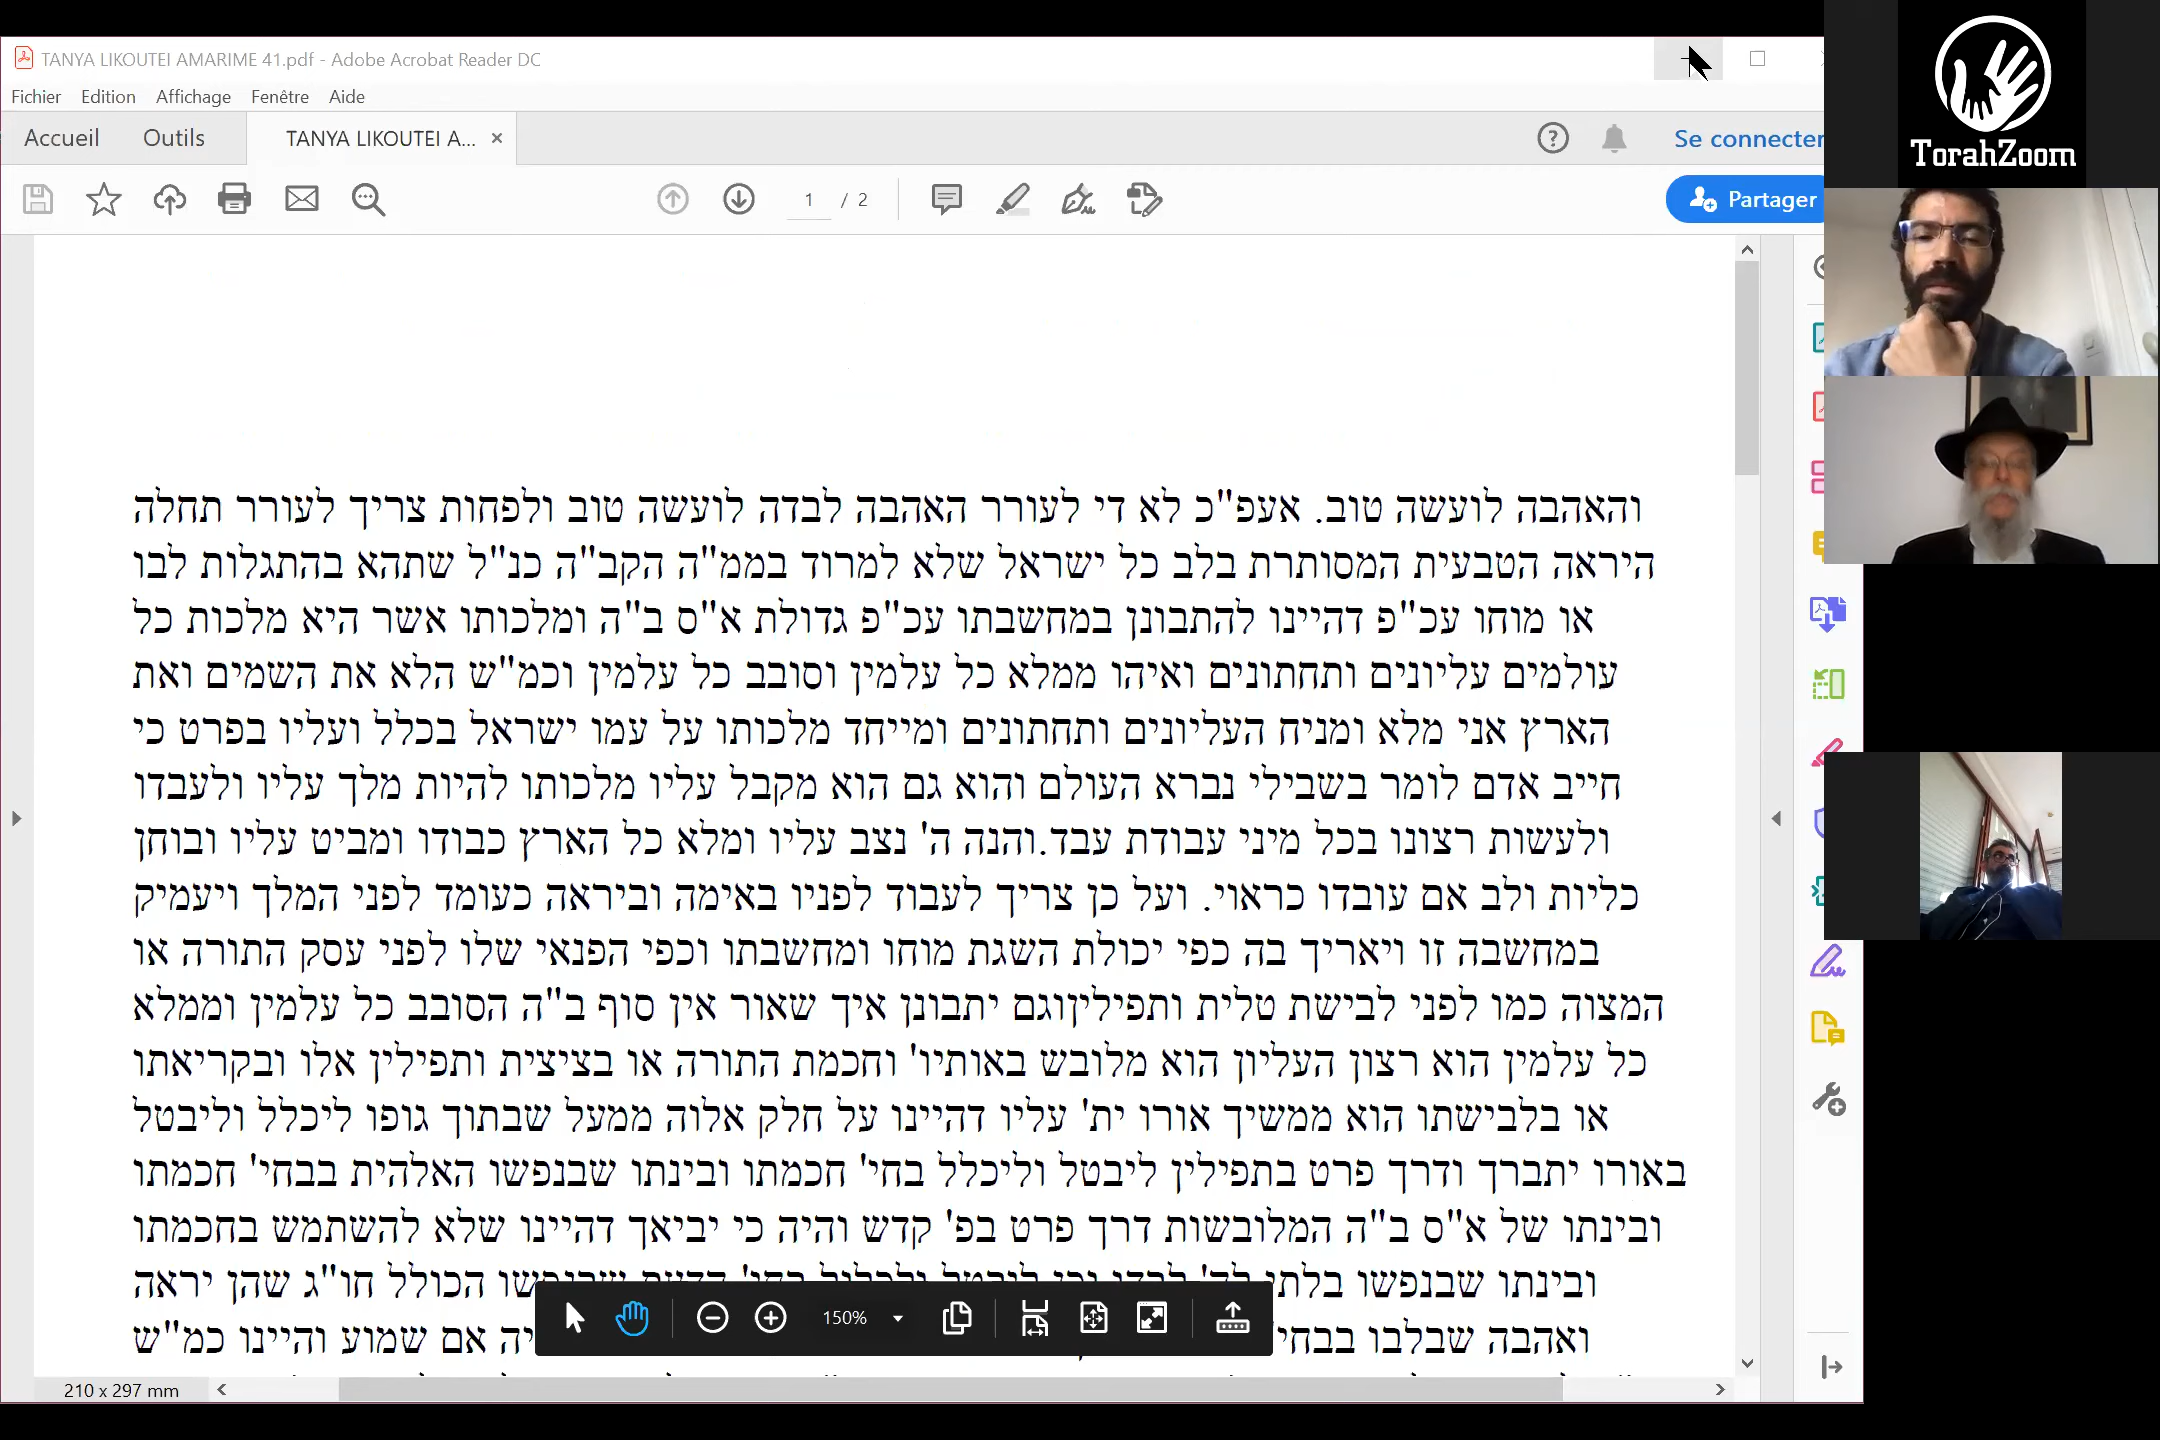 TANYA LIKOUTEI AMARIME 41.pdf - Adobe Acrobat Reader DC
Fichier Edition Affichage Fenêtre Aide
Accueil Outils TANYA LIKOUTEI A... Se connecter
1 / 2 Partager
TorahZoom
והאהבה לועשה טוב. אעפ"כ לא די לעורר האהבה לבדה לועשה טוב ולפחות צריך לעורר תחלה
היראה הטבעית המסותרת בלב כל ישראל שלא למרוד בממ"ה הקב"ה כנ"ל שתהא בהתגלות לבו
או מוחו עכ"פ דהיינו להתבונן במחשבתו עכ"פ גדולת א"ס ב"ה ומלכותו אשר היא מלכות כל
עולמים עליונים ותחתונים ואיהו ממלא כל עלמין וסובב כל עלמין וכמ"ש הלא את השמים ואת
הארץ אני מלא ומניח העליונים ותחתונים ומייחד מלכותו על עמו ישראל בכלל ועליו בפרט כי
חייב אדם לומר בשבילי נברא העולם והוא גם הוא מקבל עליו מלכותו להיות מלך עליו ולעבדו
ולעשות רצונו בכל מיני עבודת עבד.והנה ה' נצב עליו ומלא כל הארץ כבודו ומביט עליו ובוחן
כליות ולב אם עובדו כראוי. ועל כן צריך לעבוד לפניו באימה וביראה כעומד לפני המלך ויעמיק
במחשבה זו ויאריך בה כפי יכולת השגת מוחו ומחשבתו וכפי הפנאי שלו לפני עסק התורה או
המצוה כמו לפני לבישת טלית ותפיליןוגם יתבונן איך שאור אין סוף ב"ה הסובב כל עלמין וממלא
כל עלמין הוא רצון העליון הוא מלובש באותיו' וחכמת התורה או בציצית ותפילין אלו ובקריאתו
או בלבישתו הוא ממשיך אורו ית' עליו דהיינו על חלק אלוה ממעל שבתוך גופו ליכלל וליבטל
באורו יתברך ודרך פרט בתפילין ליבטל וליכלל בחי' חכמתו ובינתו שבנפשו האלהית בבחי' חכמתו
ובינתו של א"ס ב"ה המלובשות דרך פרט בפ' קדש והיה כי יביאך דהיינו שלא להשתמש בחכמתו
ובינתו שבנפשו בלתי לה' לבדו הכולל חו"ג שהן יראה
ואהבה שבלבו בבחי' יה אם שמוע והיינו כמ"ש
150%
210 x 297 mm